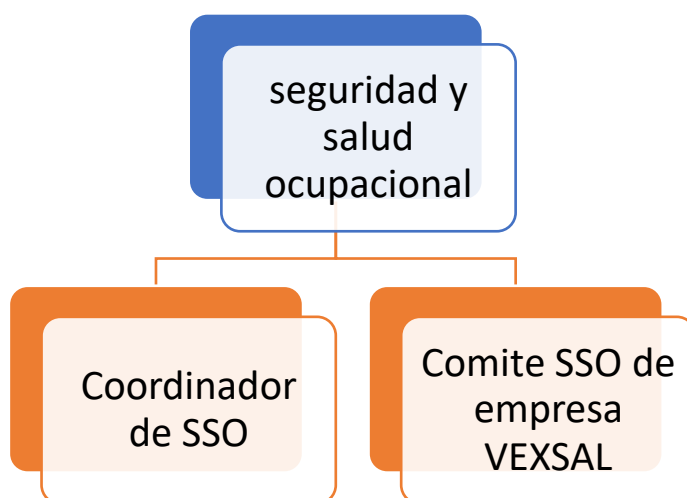 seguridad y
salud
ocupacional
Coordinador
de SSO
Comite SSO de
empresa
VEXSAL